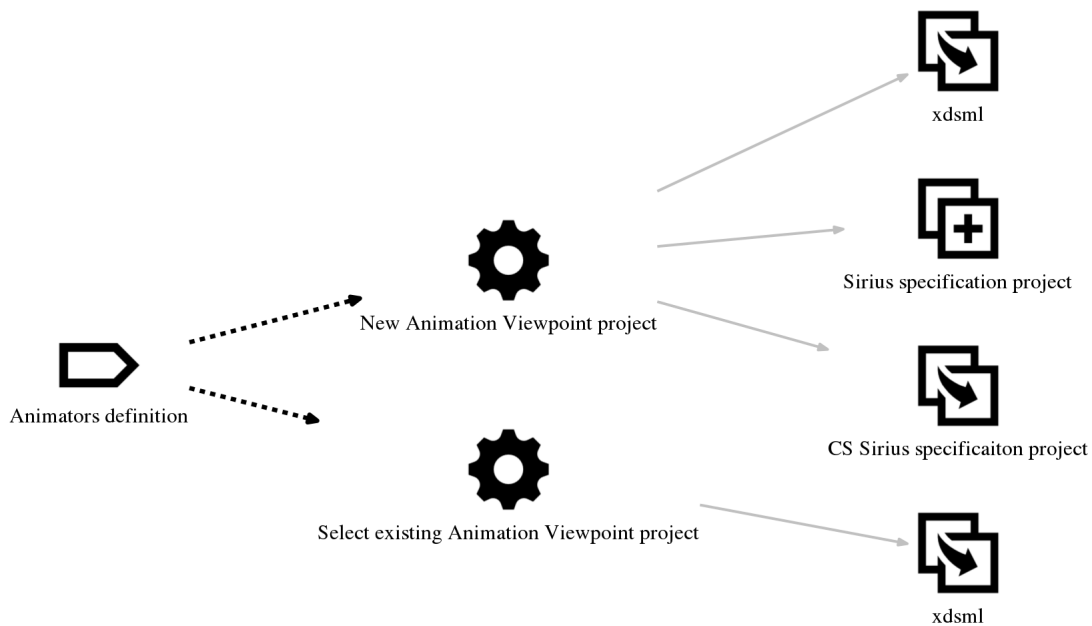 xdsml
Sirius specification project
New Animation Viewpoint project
Animators definition
CS Sirius specificaiton project
Select existing Animation Viewpoint project
xdsml